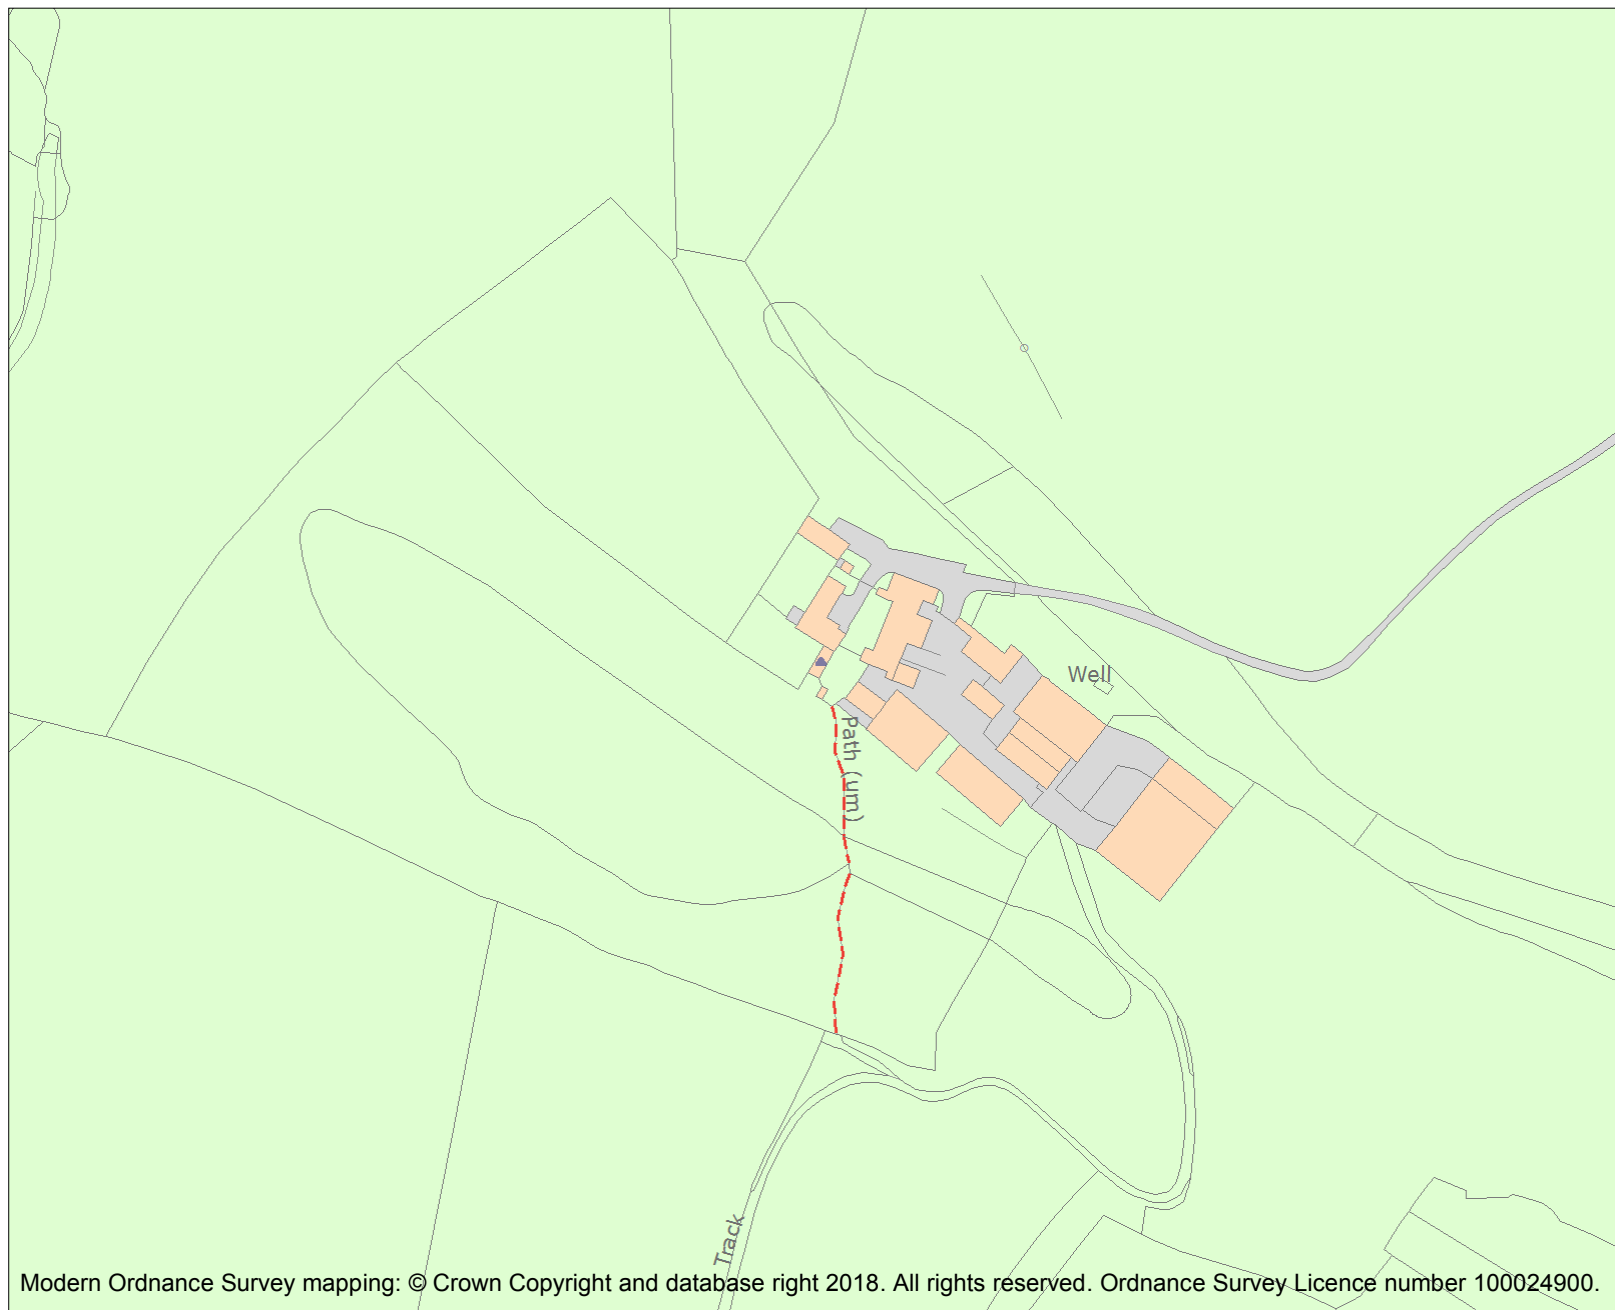 Well
Path (um)
Track
Modern Ordnance Survey mapping: © Crown Copyright and database right 2018. All rights reserved. Ordnance Survey Licence number 100024900.